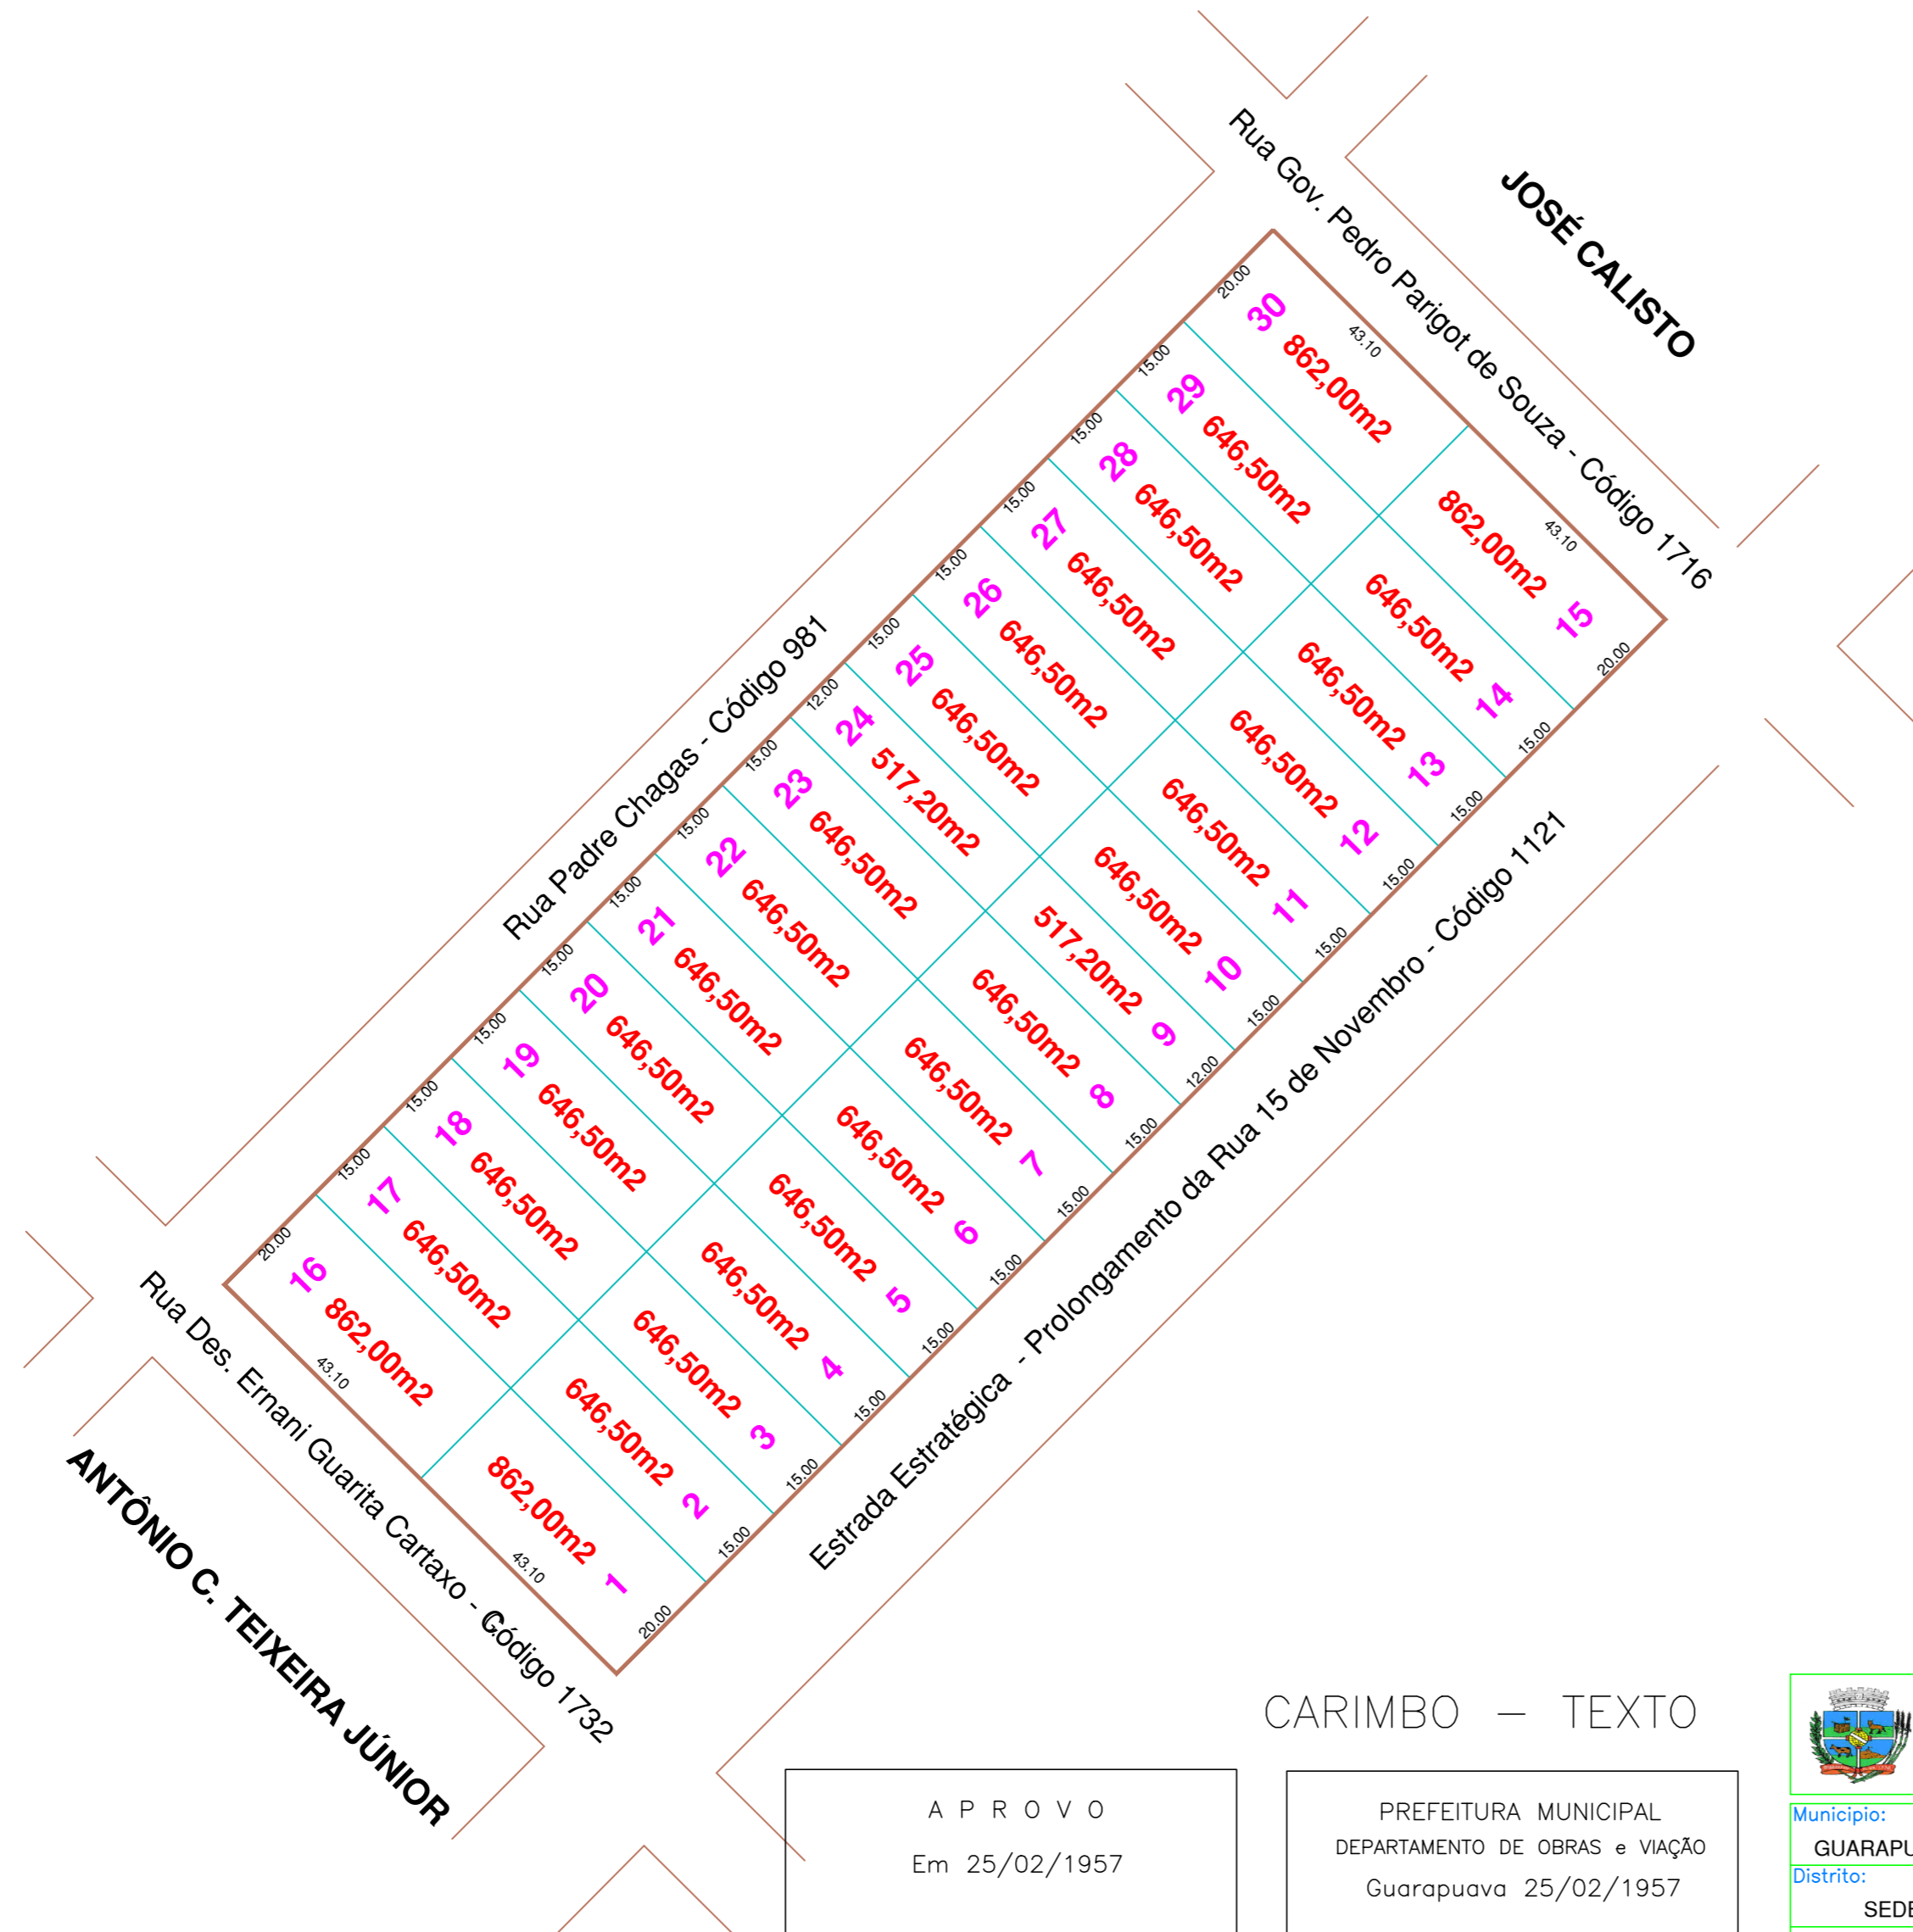 Rua Gov. Pedro Parigot de Souza - Código 1716
JOSÉ CALISTO
Rua Padre Chagas - Código 981
20.00
30
862,00m2
43.10
15.00
29
646,50m2
15.00
28
646,50m2
15.00
27
646,50m2
15.00
26
646,50m2
15.00
25
646,50m2
12.00
24
517,20m2
15.00
23
646,50m2
15.00
22
646,50m2
15.00
21
646,50m2
15.00
20
646,50m2
15.00
19
646,50m2
15.00
18
646,50m2
15.00
17
646,50m2
20.00
16
862,00m2
43.10
43.10
862,00m2
15
20.00
646,50m2
14
15.00
646,50m2
13
15.00
646,50m2
12
15.00
646,50m2
11
15.00
646,50m2
10
15.00
517,20m2
9
12.00
646,50m2
8
15.00
646,50m2
7
15.00
646,50m2
6
15.00
646,50m2
5
15.00
646,50m2
4
15.00
646,50m2
3
15.00
646,50m2
2
15.00
862,00m2
1
20.00
43.10
Estrada Estratégica - Prolongamento da Rua 15 de Novembro - Código 1121
Rua Des. Ernani Guarita Cartaxo - Código 1732
ANTÔNIO C. TEIXEIRA JÚNIOR
CARIMBO - TEXTO
A P R O V O
Em 25/02/1957
PREFEITURA MUNICIPAL
DEPARTAMENTO DE OBRAS e VIAÇÃO
Guarapuava 25/02/1957
Municipio:
GUARAPU
Distrito:
SEDE